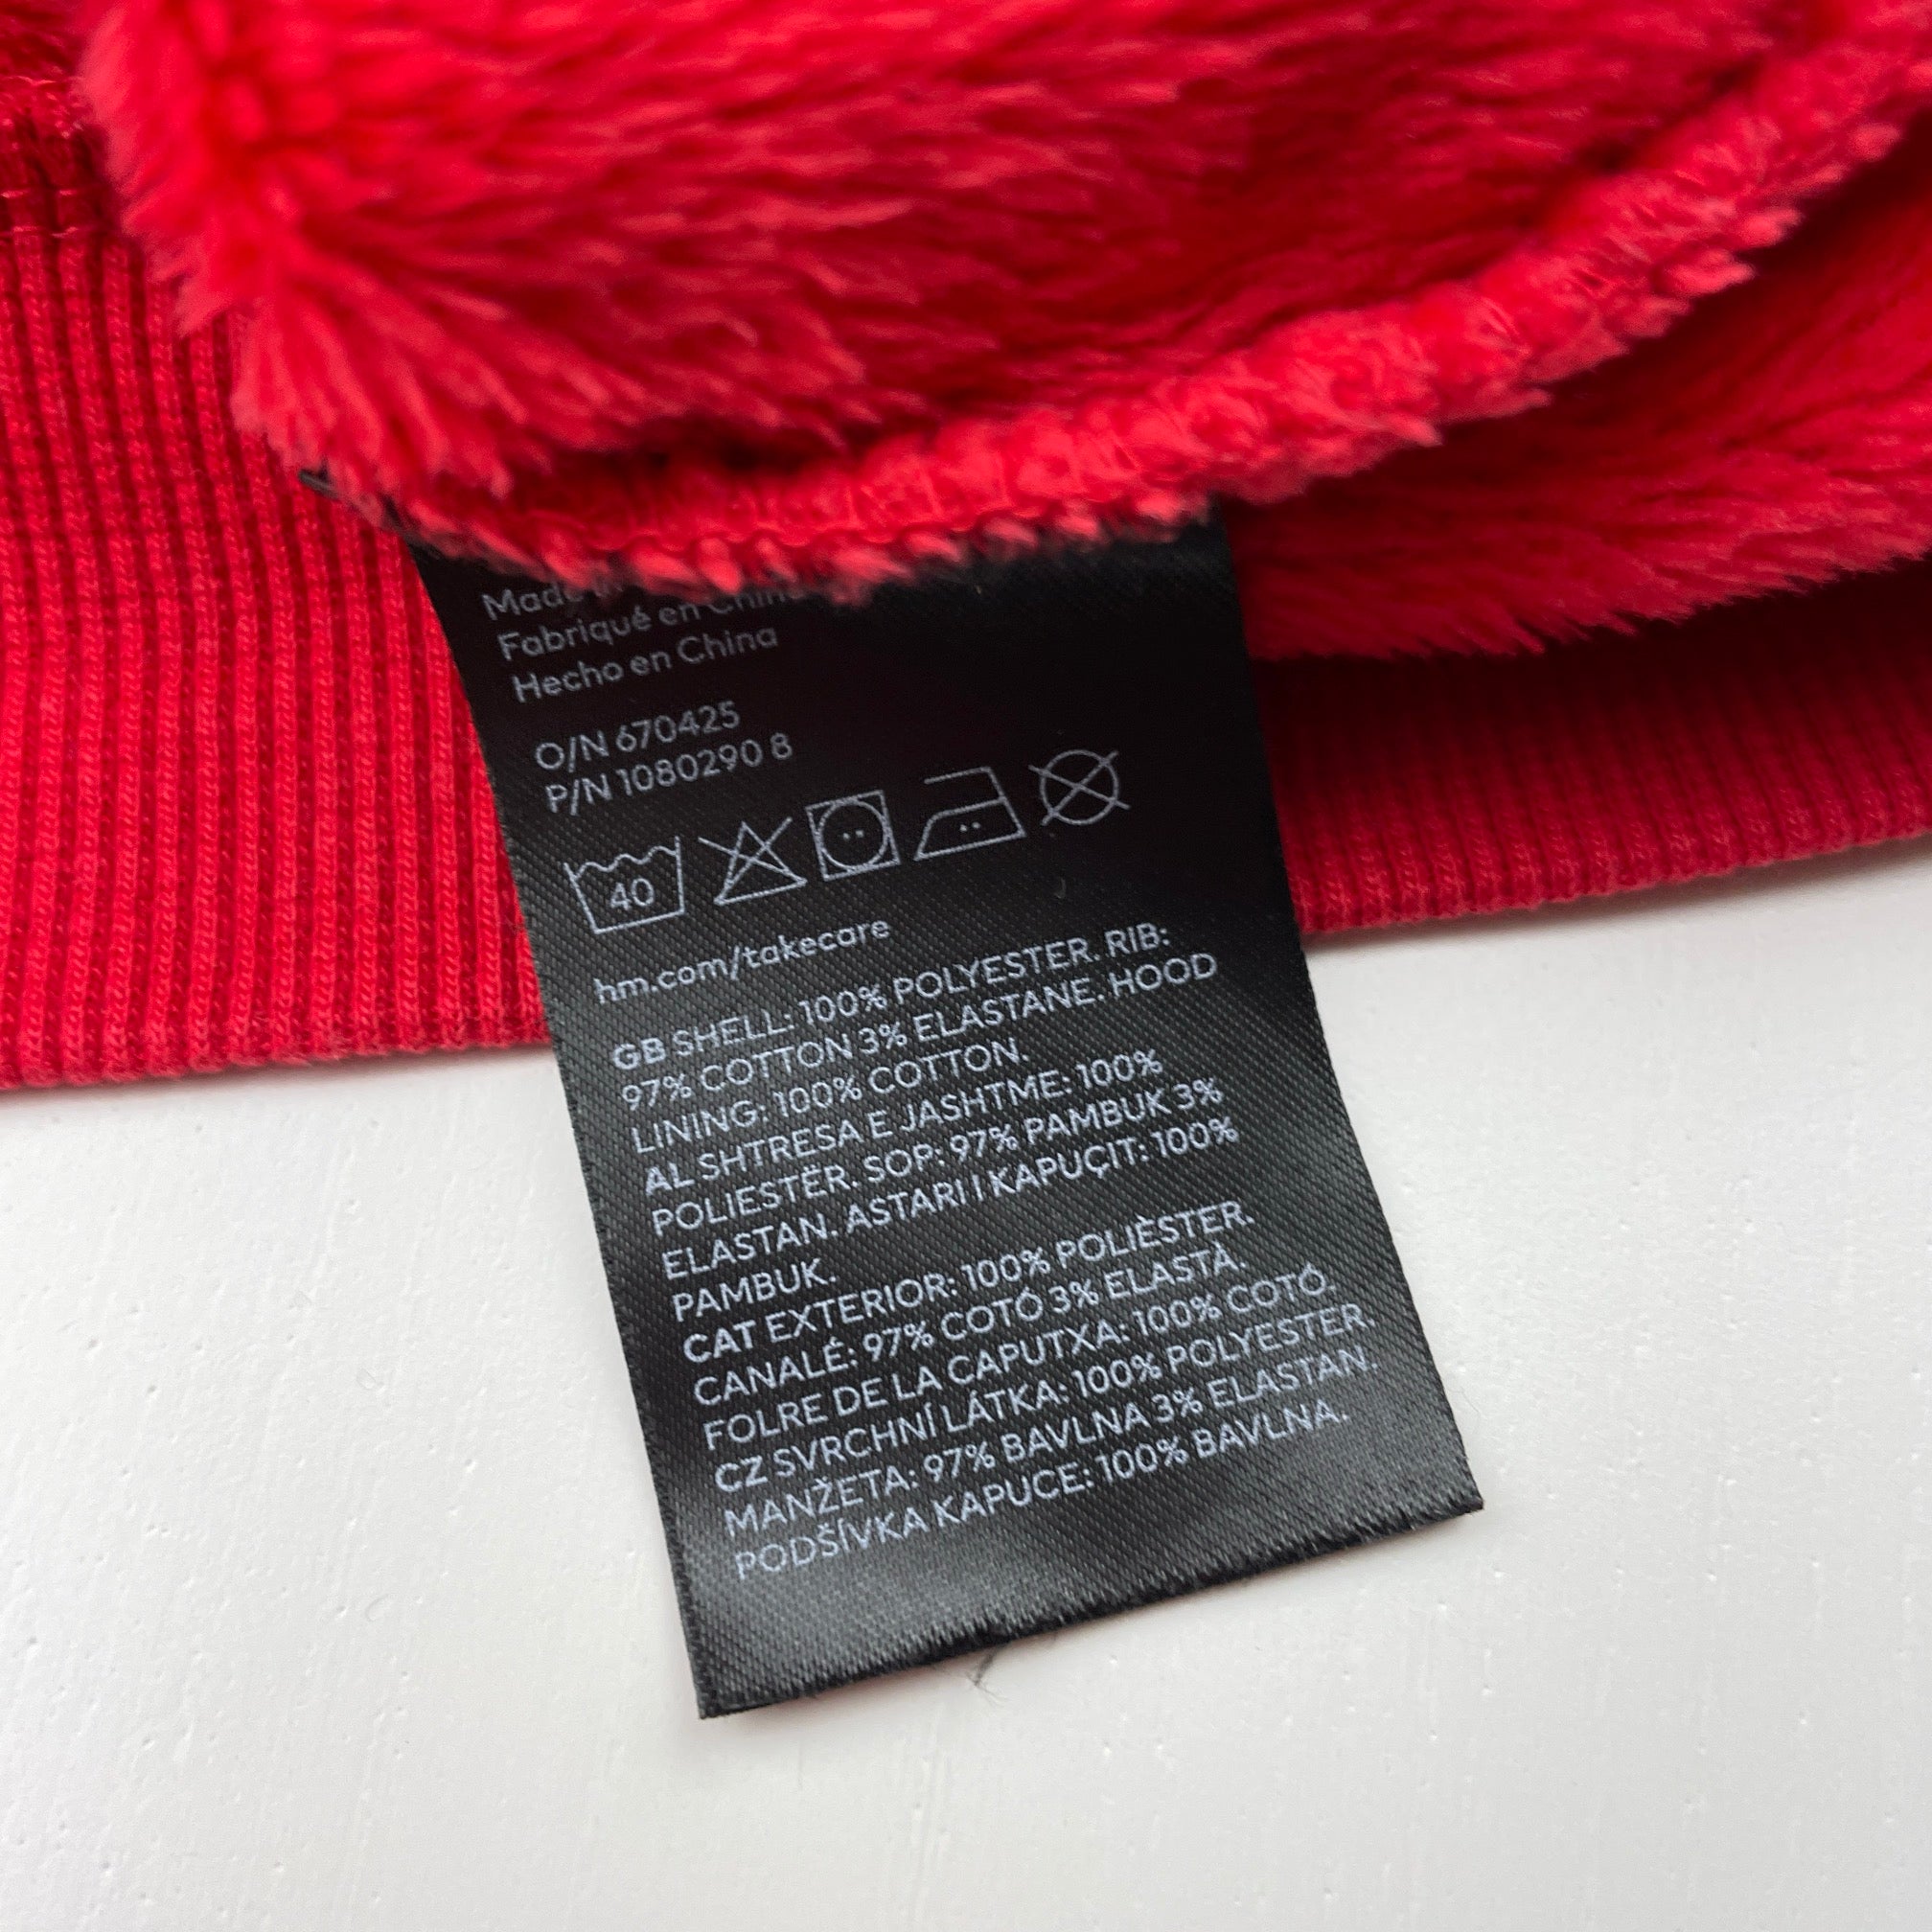 Made
Fabriqué en China
Hecho en China
O/N 670425
P/N 1080290 8
40
hm.com/takecare
GB SHELL: 100% POLYESTER. RIB:
97% COTTON 3% ELASTANE. HOOD
LINING: 100% COTTON.
AL SHTRESA E JASHTME: 100%
POLIESTËR. SOP: 97% PAMBUK 3%
ELASTAN. ASTARI I KAPUÇIT: 100%
PAMBUK.
CAT EXTERIOR: 100% POLIÈSTER.
CANALÉ: 97% COTÓ 3% ELASTÀ.
FOLRE DE LA CAPUTXA: 100% COTÓ.
CZ SVRCHNÍ LÁTKA: 100% POLYESTER.
MANŽETA: 97% BAVLNA 3% ELASTAN.
PODŠÍVKA KAPUCE: 100% BAVLNA.